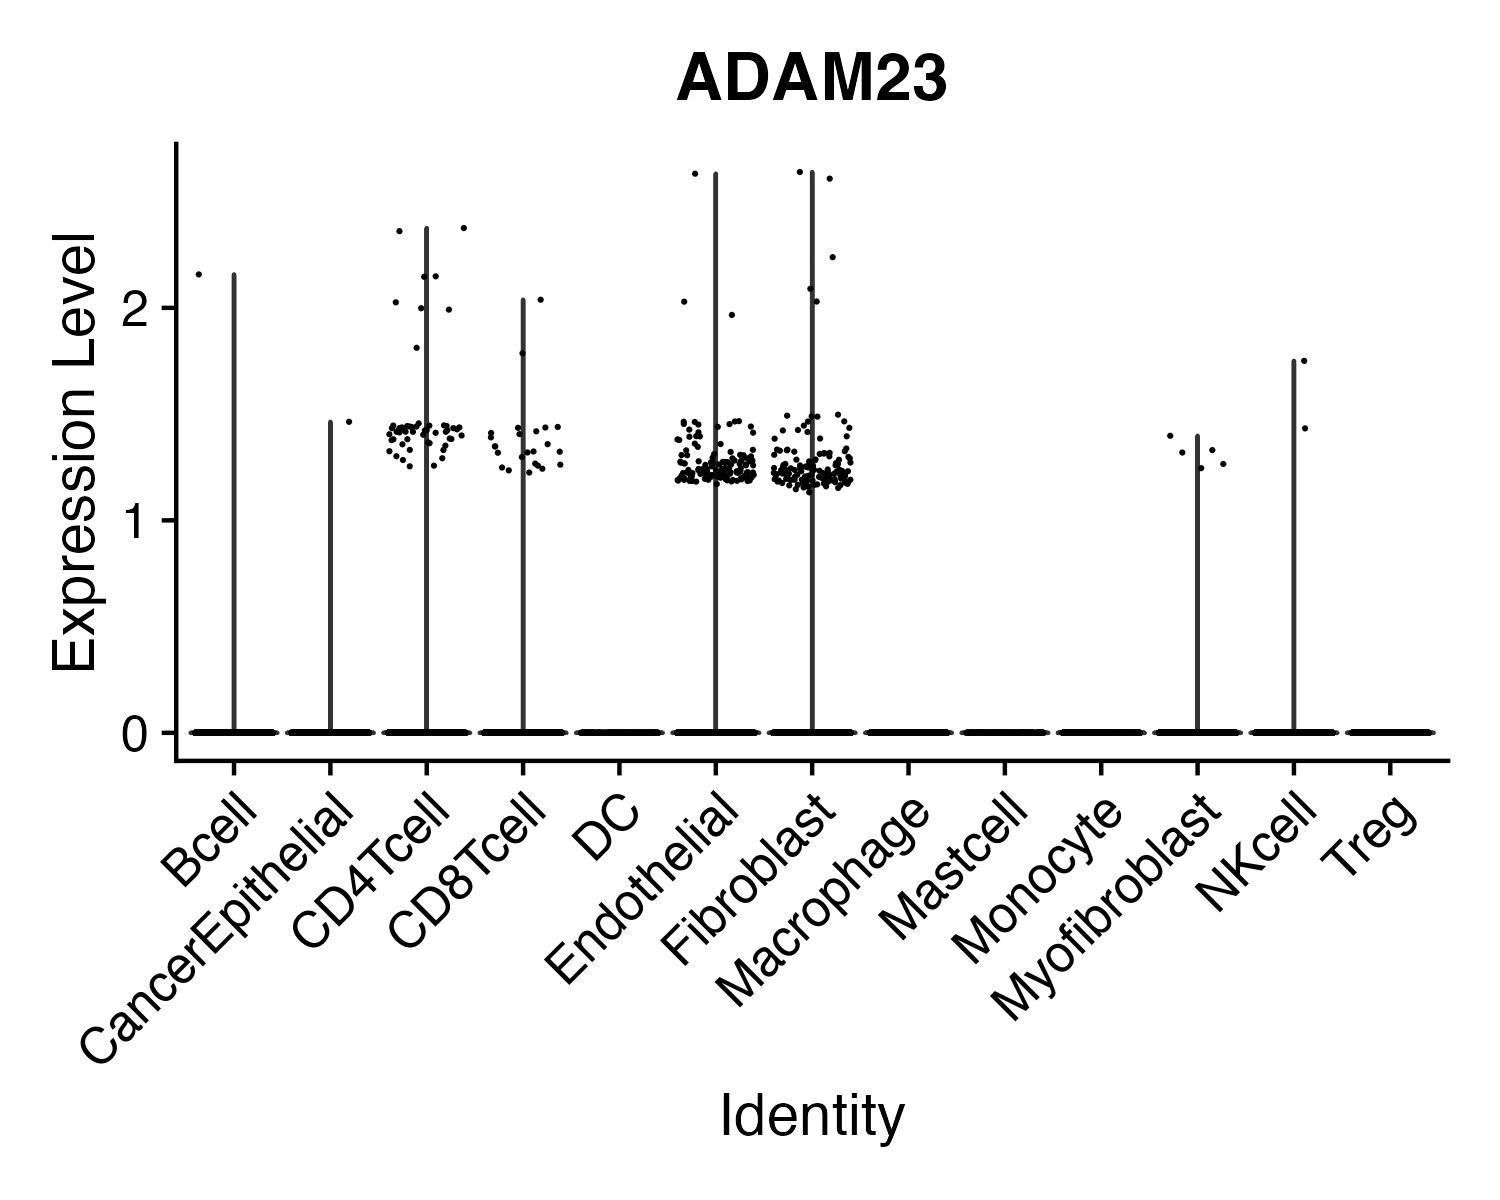 ADAM23
Expression Level
2
1
0
Bcell
CancerEpithelial
CD4Tcell
CD8Tcell
DC
Endothelial
Fibroblast
Macrophage
Mastcell
Monocyte
Myofibroblast
NKcell
Treg
Identity